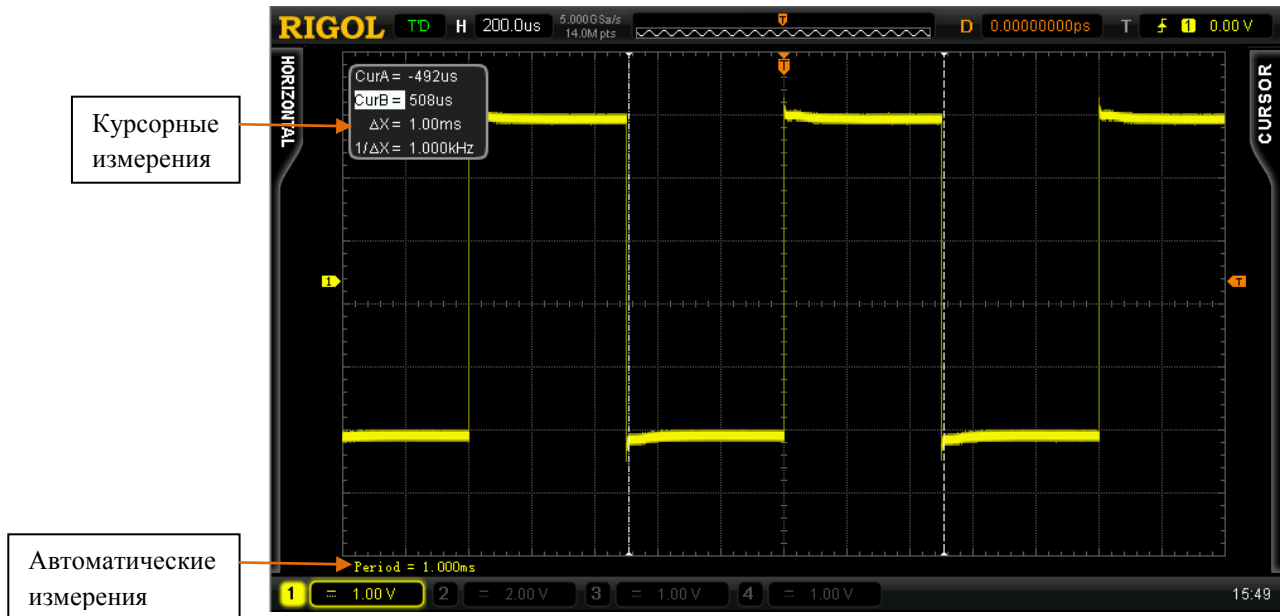 RIGOL T'D H 200.0us 5.000GSa/s 14.0M pts D 0.00000000ps T 1 0.00 V
T
T
HORIZONTAL
CURSOR
CurA = -492us
CurB = 508us
ΔX = 1.00ms
1/ΔX = 1.000kHz
Курсорные
измерения
1
T
Автоматические
измерения
Period = 1.000ms
1 = 1.00 V 2 = 2.00 V 3 = 1.00 V 4 = 1.00 V 15:49